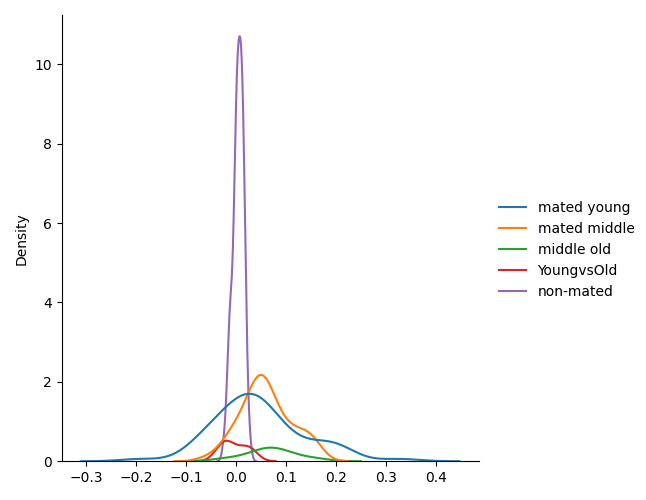 10
8
6
4
2
0
Density
−0.3 −0.2 −0.1 0.0 0.1 0.2 0.3 0.4
mated young
mated middle
middle old
YoungvsOld
non-mated